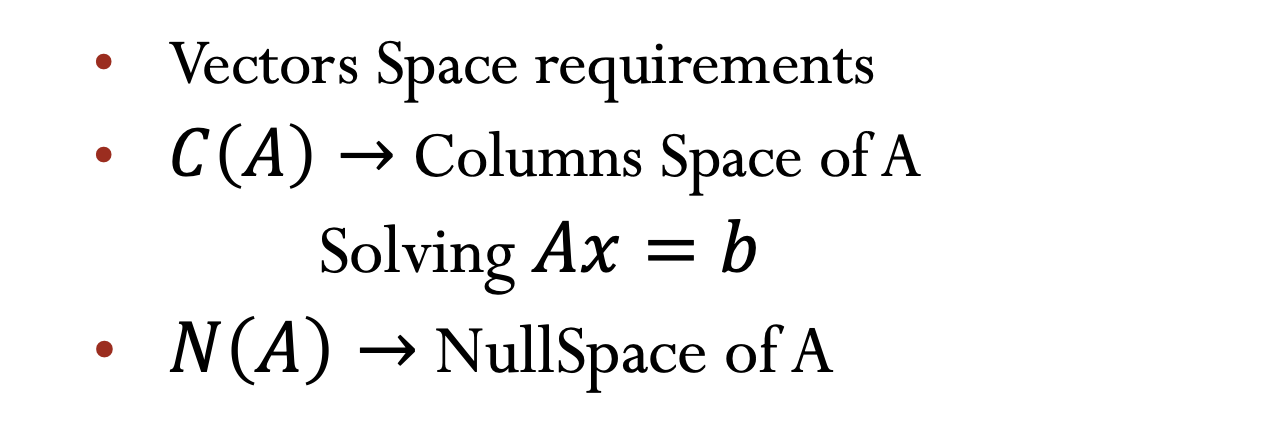 • Vectors Space requirements
• C(A) → Columns Space of A
Solving Ax = b
• N(A) → NullSpace of A